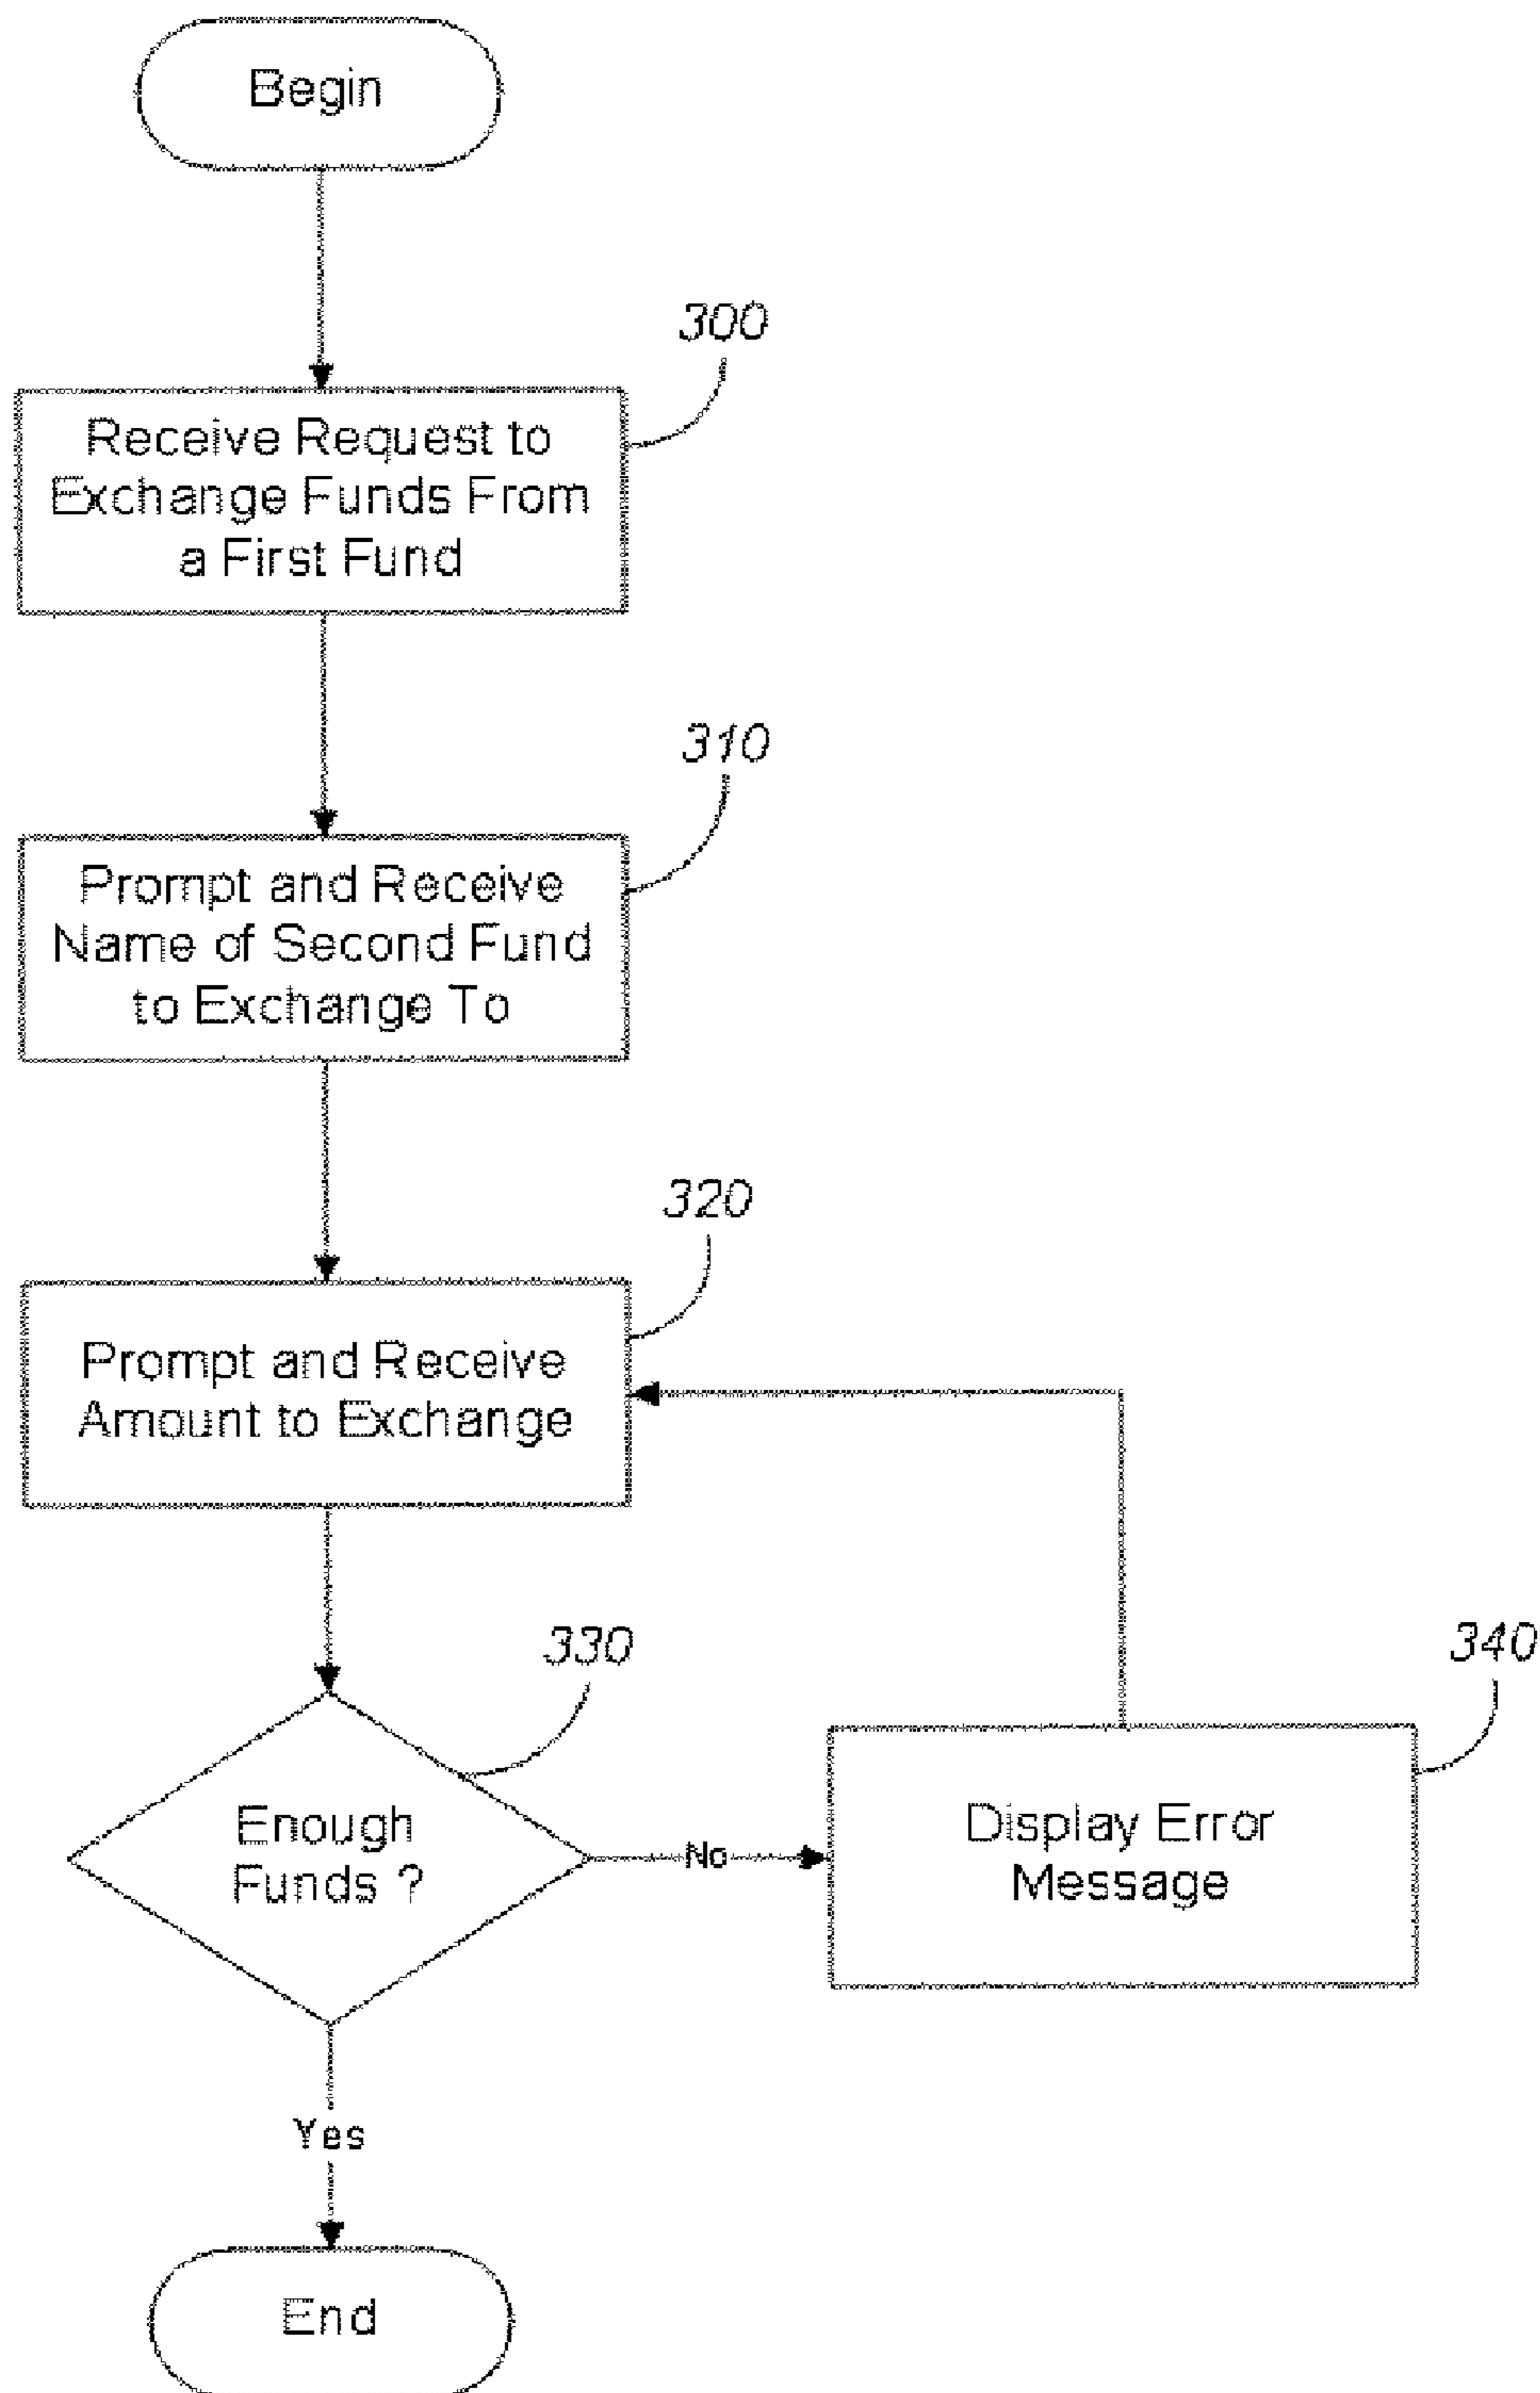 Begin
300
Receive Request to
Exchange Funds From
a First Fund
310
Prompt and Receive
Name of Second Fund
to Exchange To
320
Prompt and Receive
Amount to Exchange
330
340
Enough
Funds ?
No
Display Error
Message
Yes
End